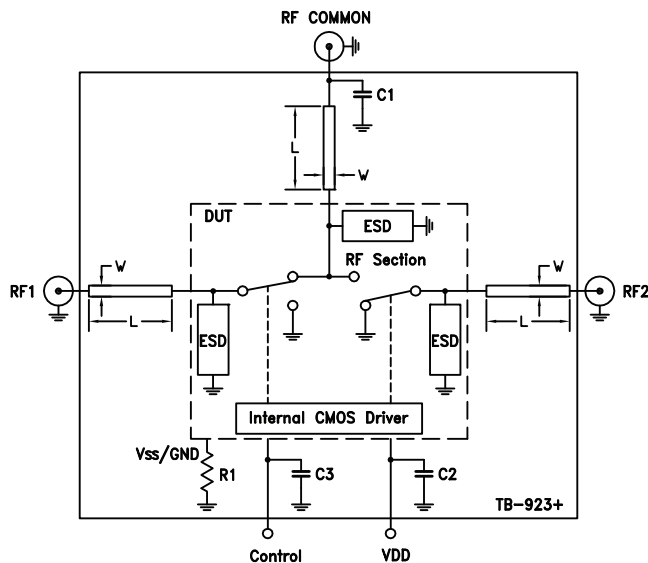 RF COMMON
C1
L
W
DUT
ESD
RF Section
W
W
RF1
RF2
L
ESD
ESD
L
Internal CMOS Driver
Vss/GND
R1
C3
C2
TB-923+
Control
VDD